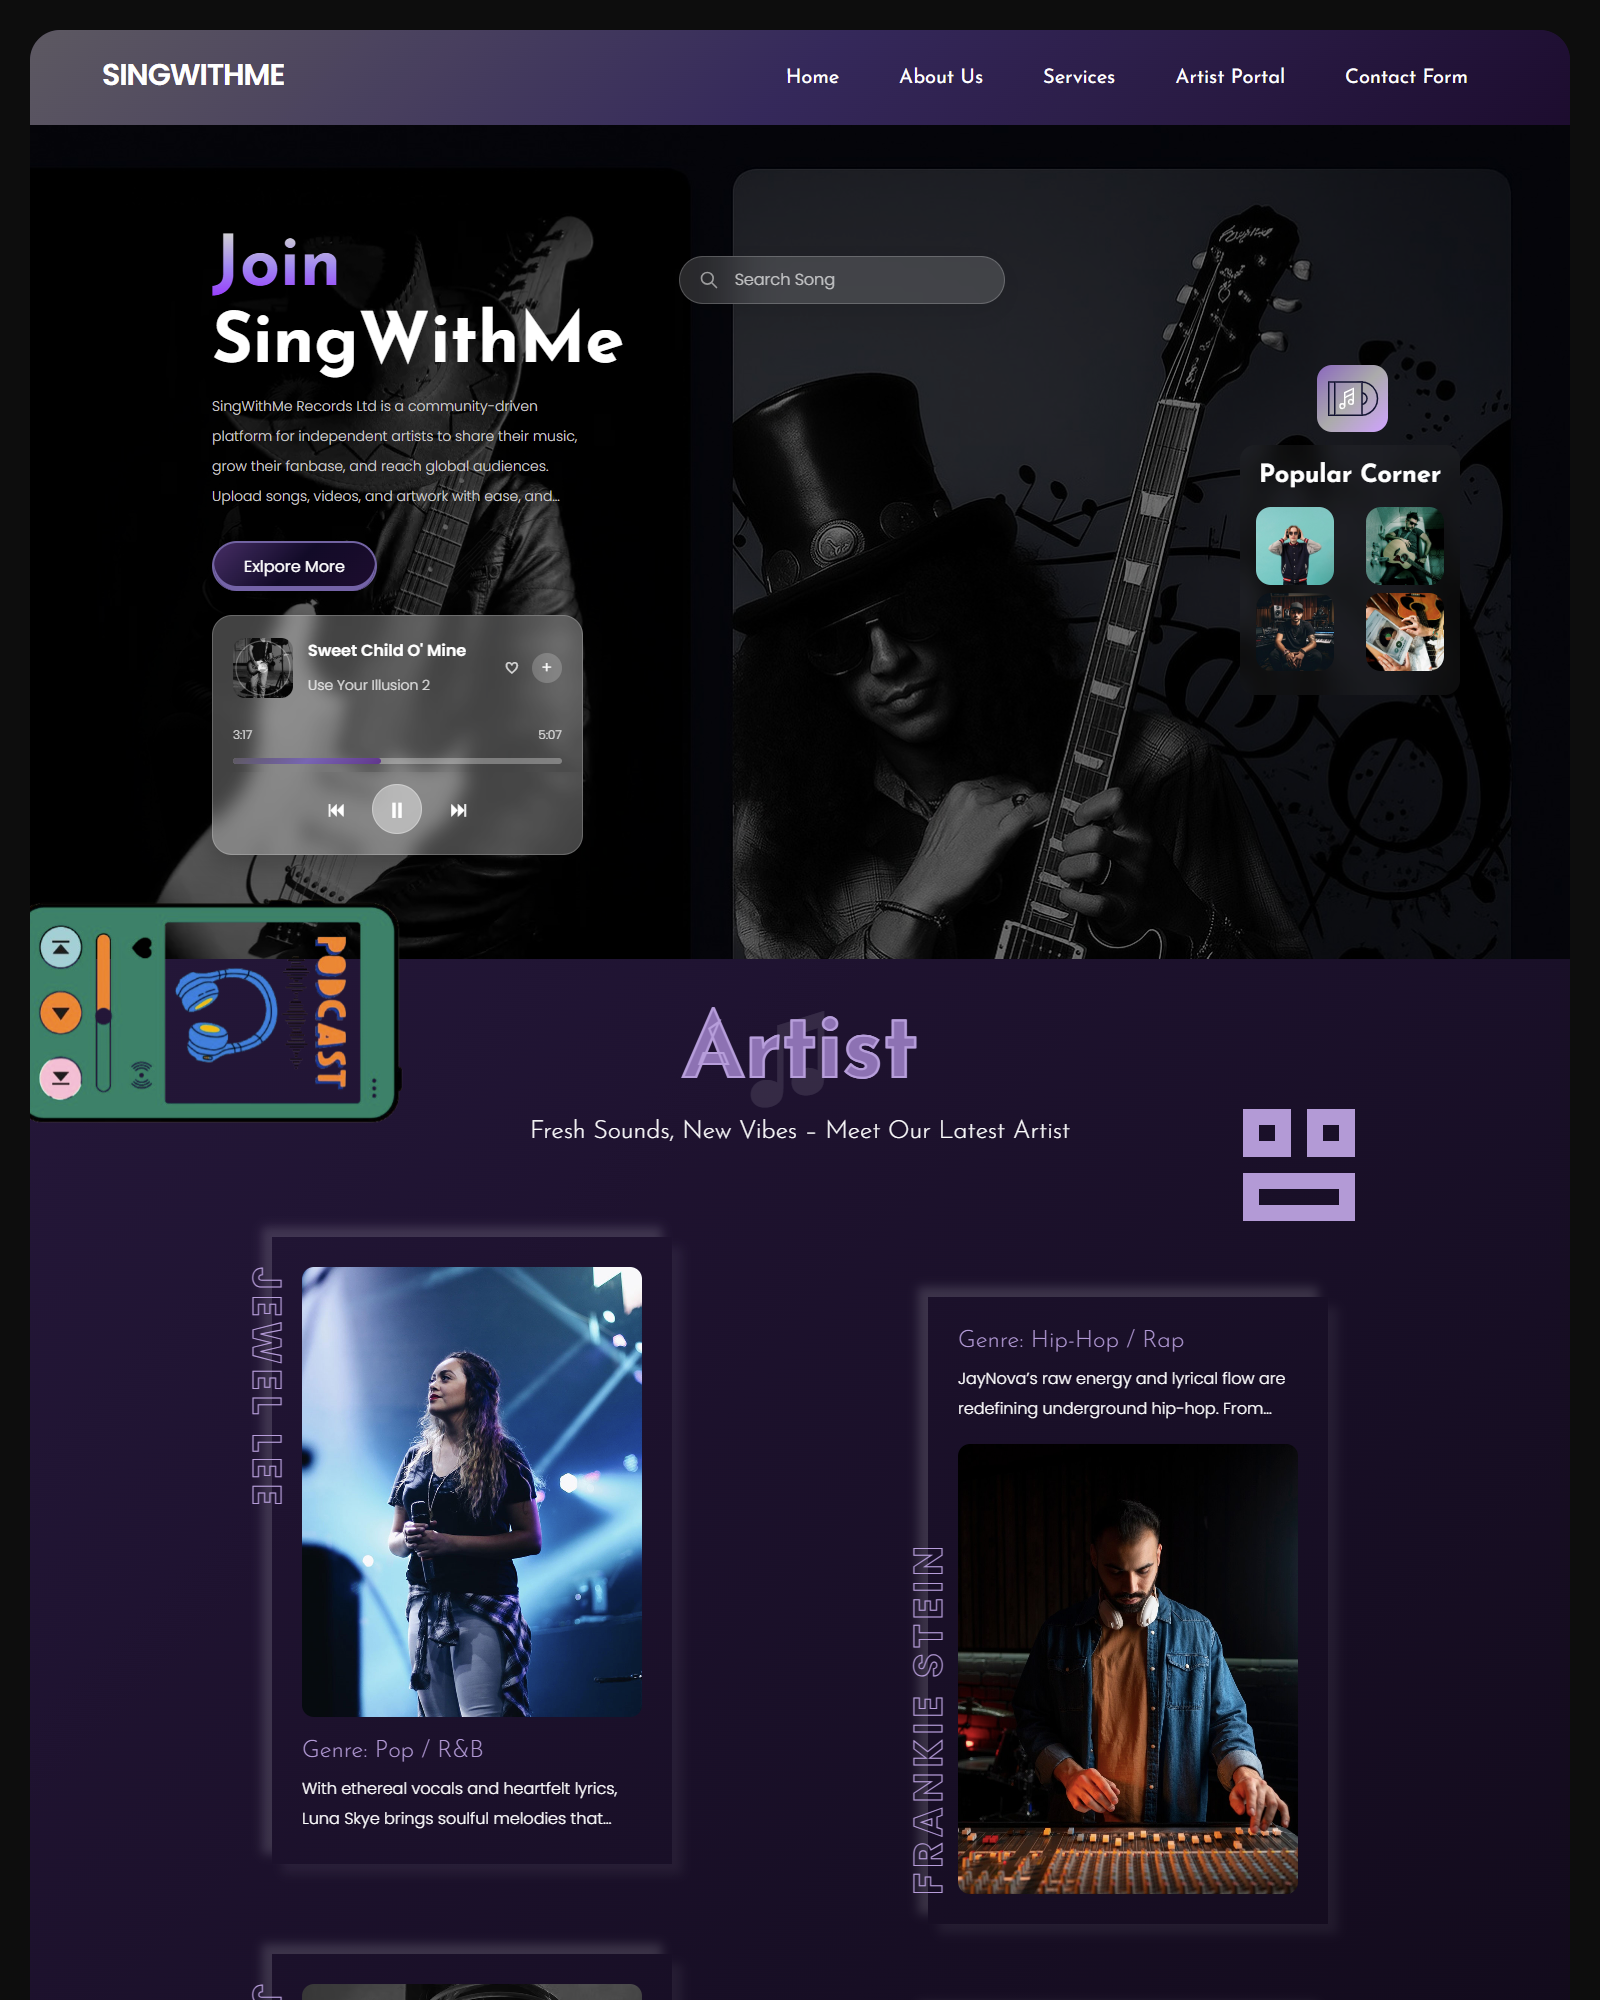 SINGWITHME
Home
About Us
Services
Artist Portal
Contact Form
Join
SingWithMe
SingWithMe Records Ltd is a community-driven
platform for independent artists to share their music,
grow their fanbase, and reach global audiences.
Upload songs, videos, and artwork with ease, and...
Exlpore More
Sweet Child O' Mine
Use Your Illusion 2
3:17
5:07
Search Song
Popular Corner
PODCAST
Artist
Fresh Sounds, New Vibes – Meet Our Latest Artist
JEWEL LEE
Genre: Pop / R&B
With ethereal vocals and heartfelt lyrics,
Luna Skye brings soulful melodies that...
Genre: Hip-Hop / Rap
JayNova's raw energy and lyrical flow are
redefining underground hip-hop. From...
FRANKIE STEIN
J